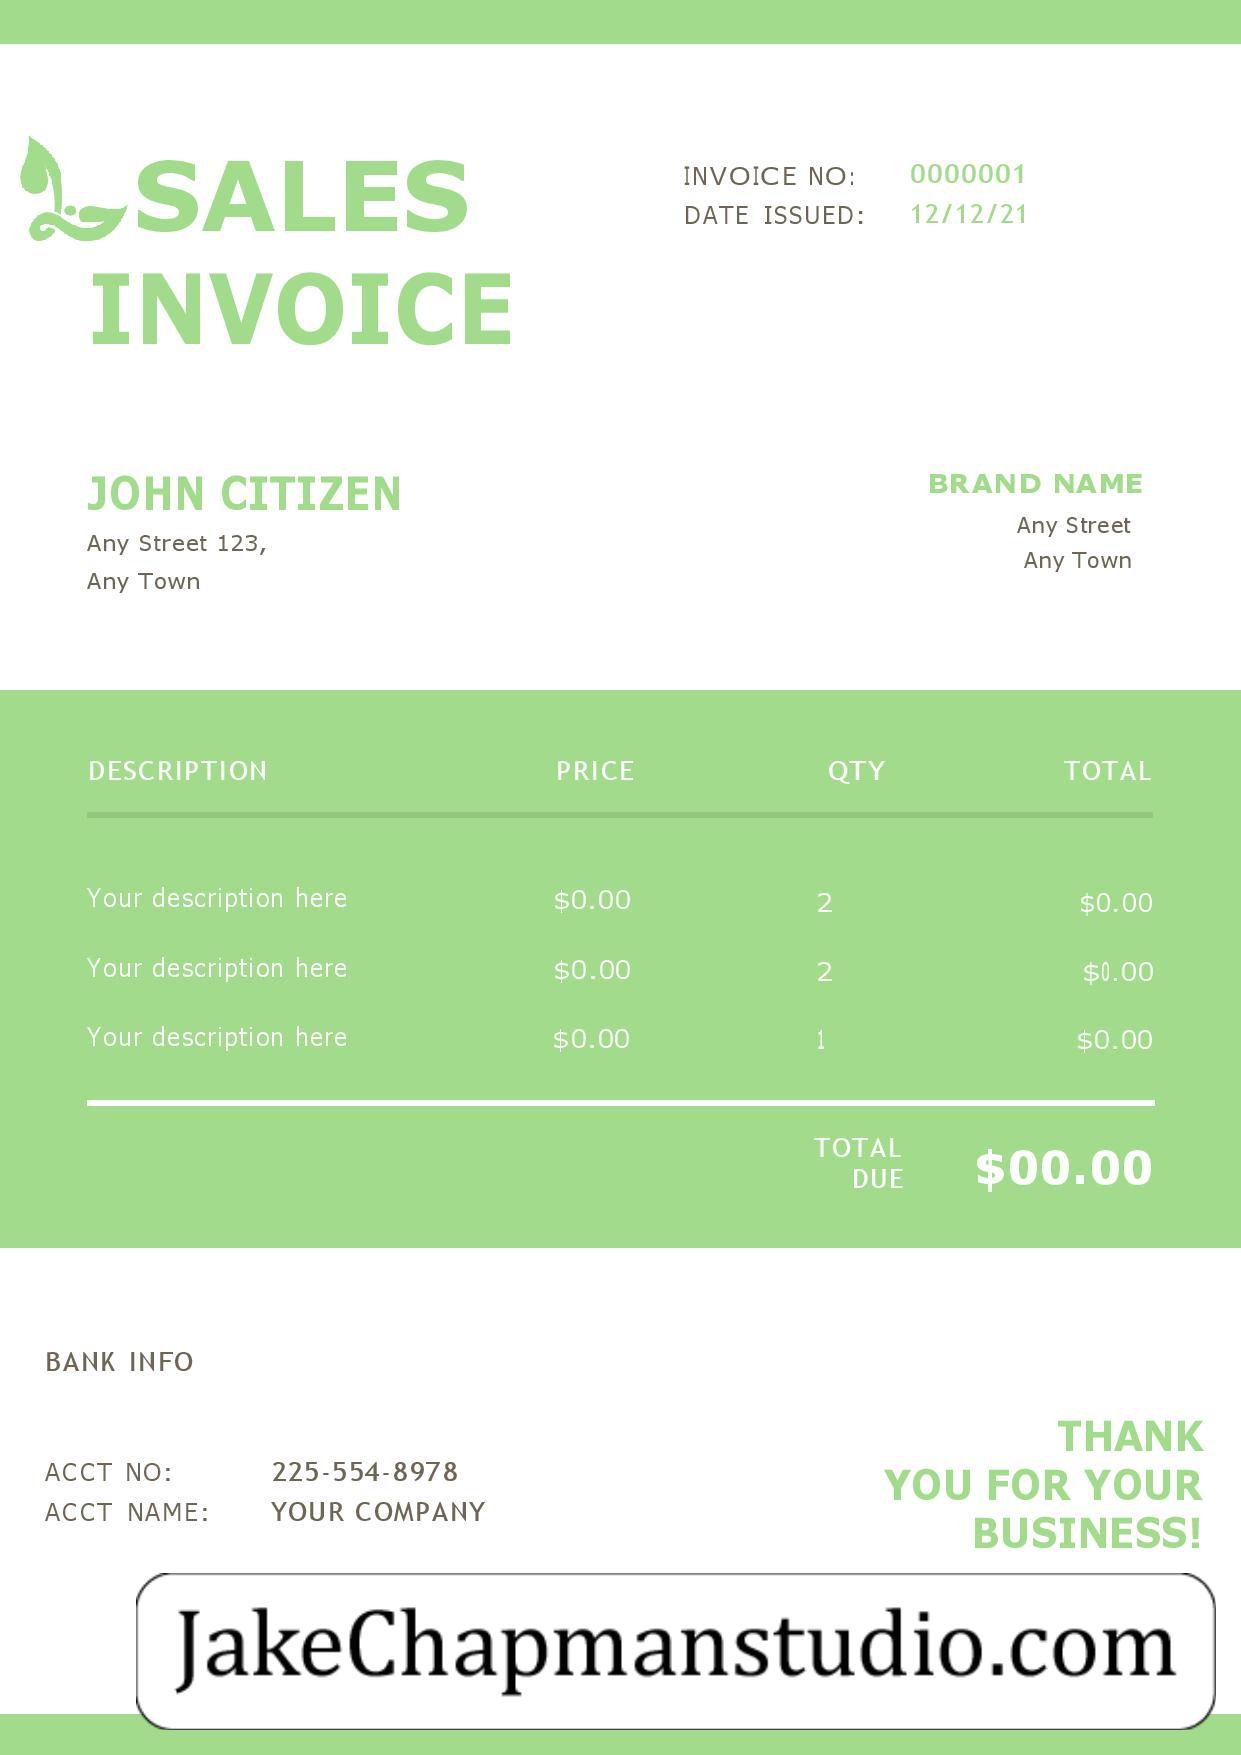 SALES
INVOICE
INVOICE NO: 0000001
DATE ISSUED: 12/12/21
JOHN CITIZEN
Any Street 123,
Any Town
BRAND NAME
Any Street
Any Town
DESCRIPTION PRICE QTY TOTAL
Your description here $0.00 2 $0.00
Your description here $0.00 2 $0.00
Your description here $0.00 1 $0.00
TOTAL
DUE
$00.00
BANK INFO
ACCT NO: 225-554-8978
ACCT NAME: YOUR COMPANY
THANK
YOU FOR YOUR
BUSINESS!
JakeChapmanstudio.com